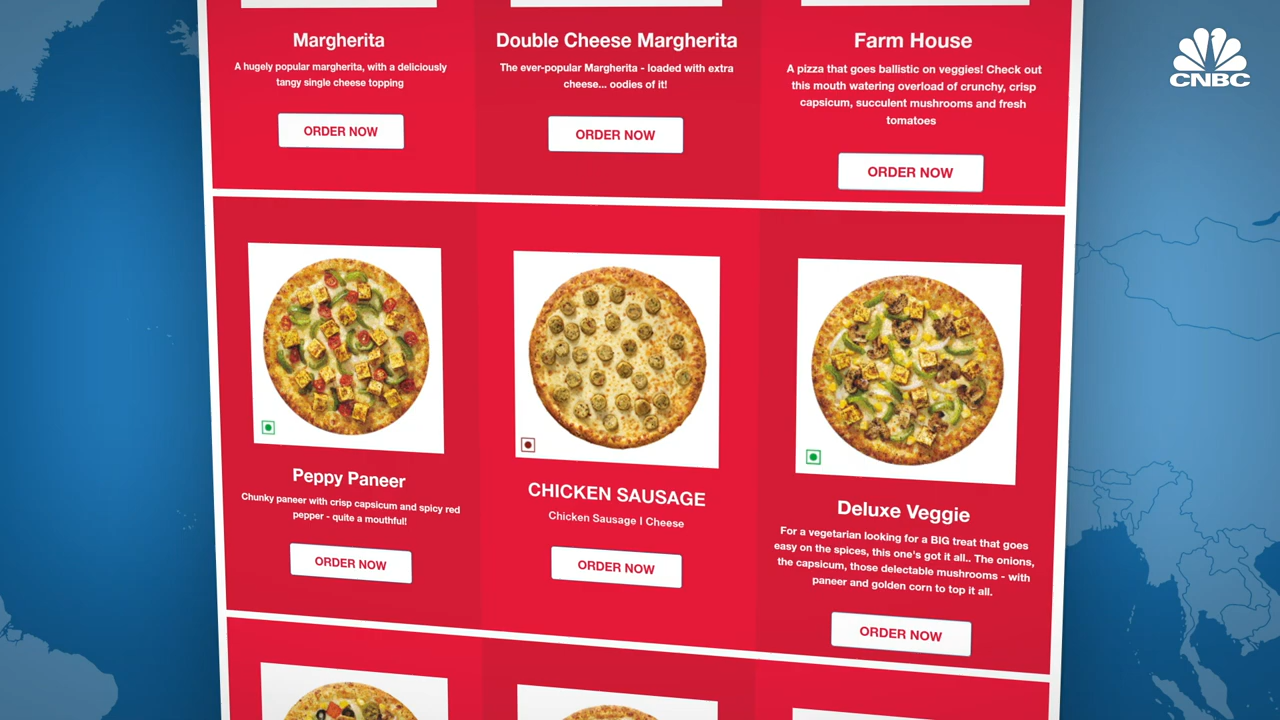 CNBC
Margherita
A hugely popular margherita, with a deliciously
tangy single cheese topping
ORDER NOW
Double Cheese Margherita
The ever-popular Margherita - loaded with extra
cheese... oodies of it!
ORDER NOW
Farm House
A pizza that goes ballistic on veggies! Check out
this mouth watering overload of crunchy, crisp
capsicum, succulent mushrooms and fresh
tomatoes
ORDER NOW
Peppy Paneer
Chunky paneer with crisp capsicum and spicy red
pepper - quite a mouthful!
ORDER NOW
CHICKEN SAUSAGE
Chicken Sausage I Cheese
ORDER NOW
Deluxe Veggie
For a vegetarian looking for a BIG treat that goes
easy on the spices, this one's got it all.. The onions,
the capsicum, those delectable mushrooms - with
paneer and golden corn to top it all.
ORDER NOW